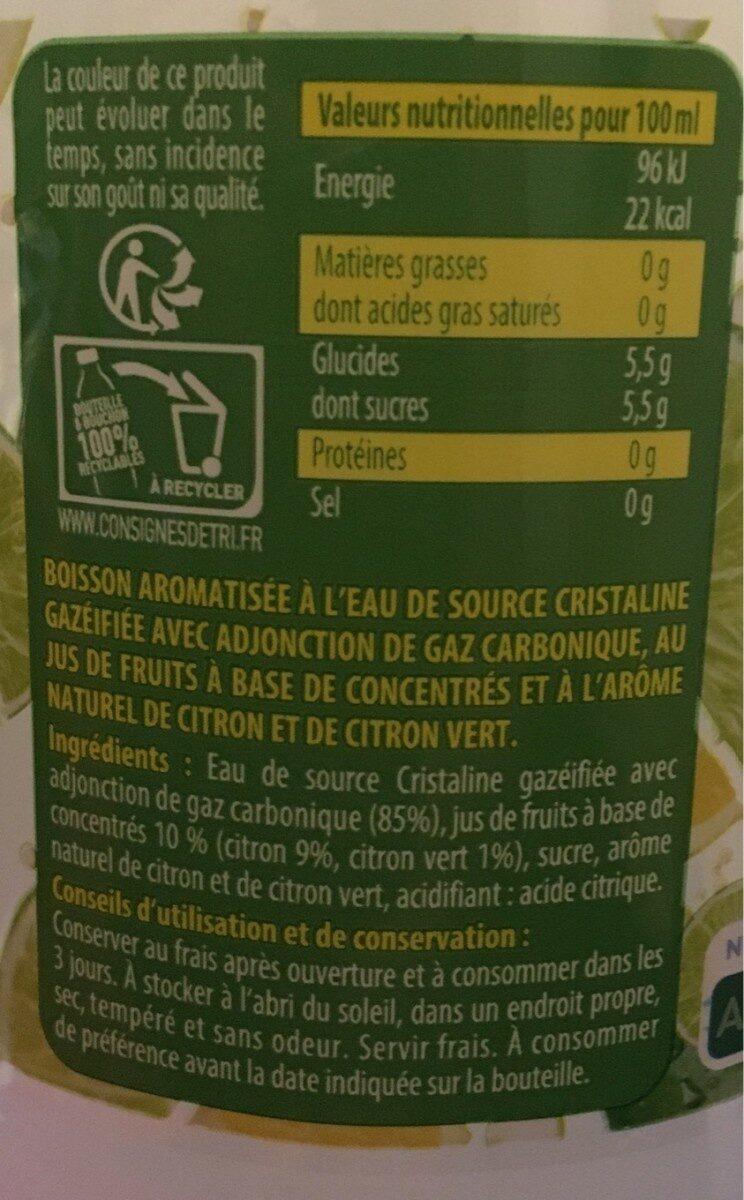 La couleur de ce produit
peut évoluer dans le
temps, sans incidence
sur son goût ni sa qualité.
BOUTEILLE
& BOUCHON
100%
RECYCLABLES
À RECYCLER
WWW.CONSIGNESDETRI.FR
Valeurs nutritionnelles pour 100 ml
Energie 96 kJ
22 kcal
Matières grasses 0 g
dont acides gras saturés 0 g
Glucides 5,5 g
dont sucres 5,5 g
Protéines 0 g
Sel 0 g
BOISSON AROMATISÉE À L'EAU DE SOURCE CRISTALINE
GAZÉIFIÉE AVEC ADJONCTION DE GAZ CARBONIQUE, AU
JUS DE FRUITS À BASE DE CONCENTRÉS ET À L'ARÔME
NATUREL DE CITRON ET DE CITRON VERT.
Ingrédients : Eau de source Cristaline gazéifiée avec
adjonction de gaz carbonique (85%), jus de fruits à base de
concentrés 10 % (citron 9%, citron vert 1%), sucre, arôme
naturel de citron et de citron vert, acidifiant : acide citrique.
Conseils d'utilisation et de conservation :
Conserver au frais après ouverture et à consommer dans les
3 jours. À stocker à l'abri du soleil, dans un endroit propre,
sec, tempéré et sans odeur. Servir frais. À consommer
de préférence avant la date indiquée sur la bouteille.
N
A